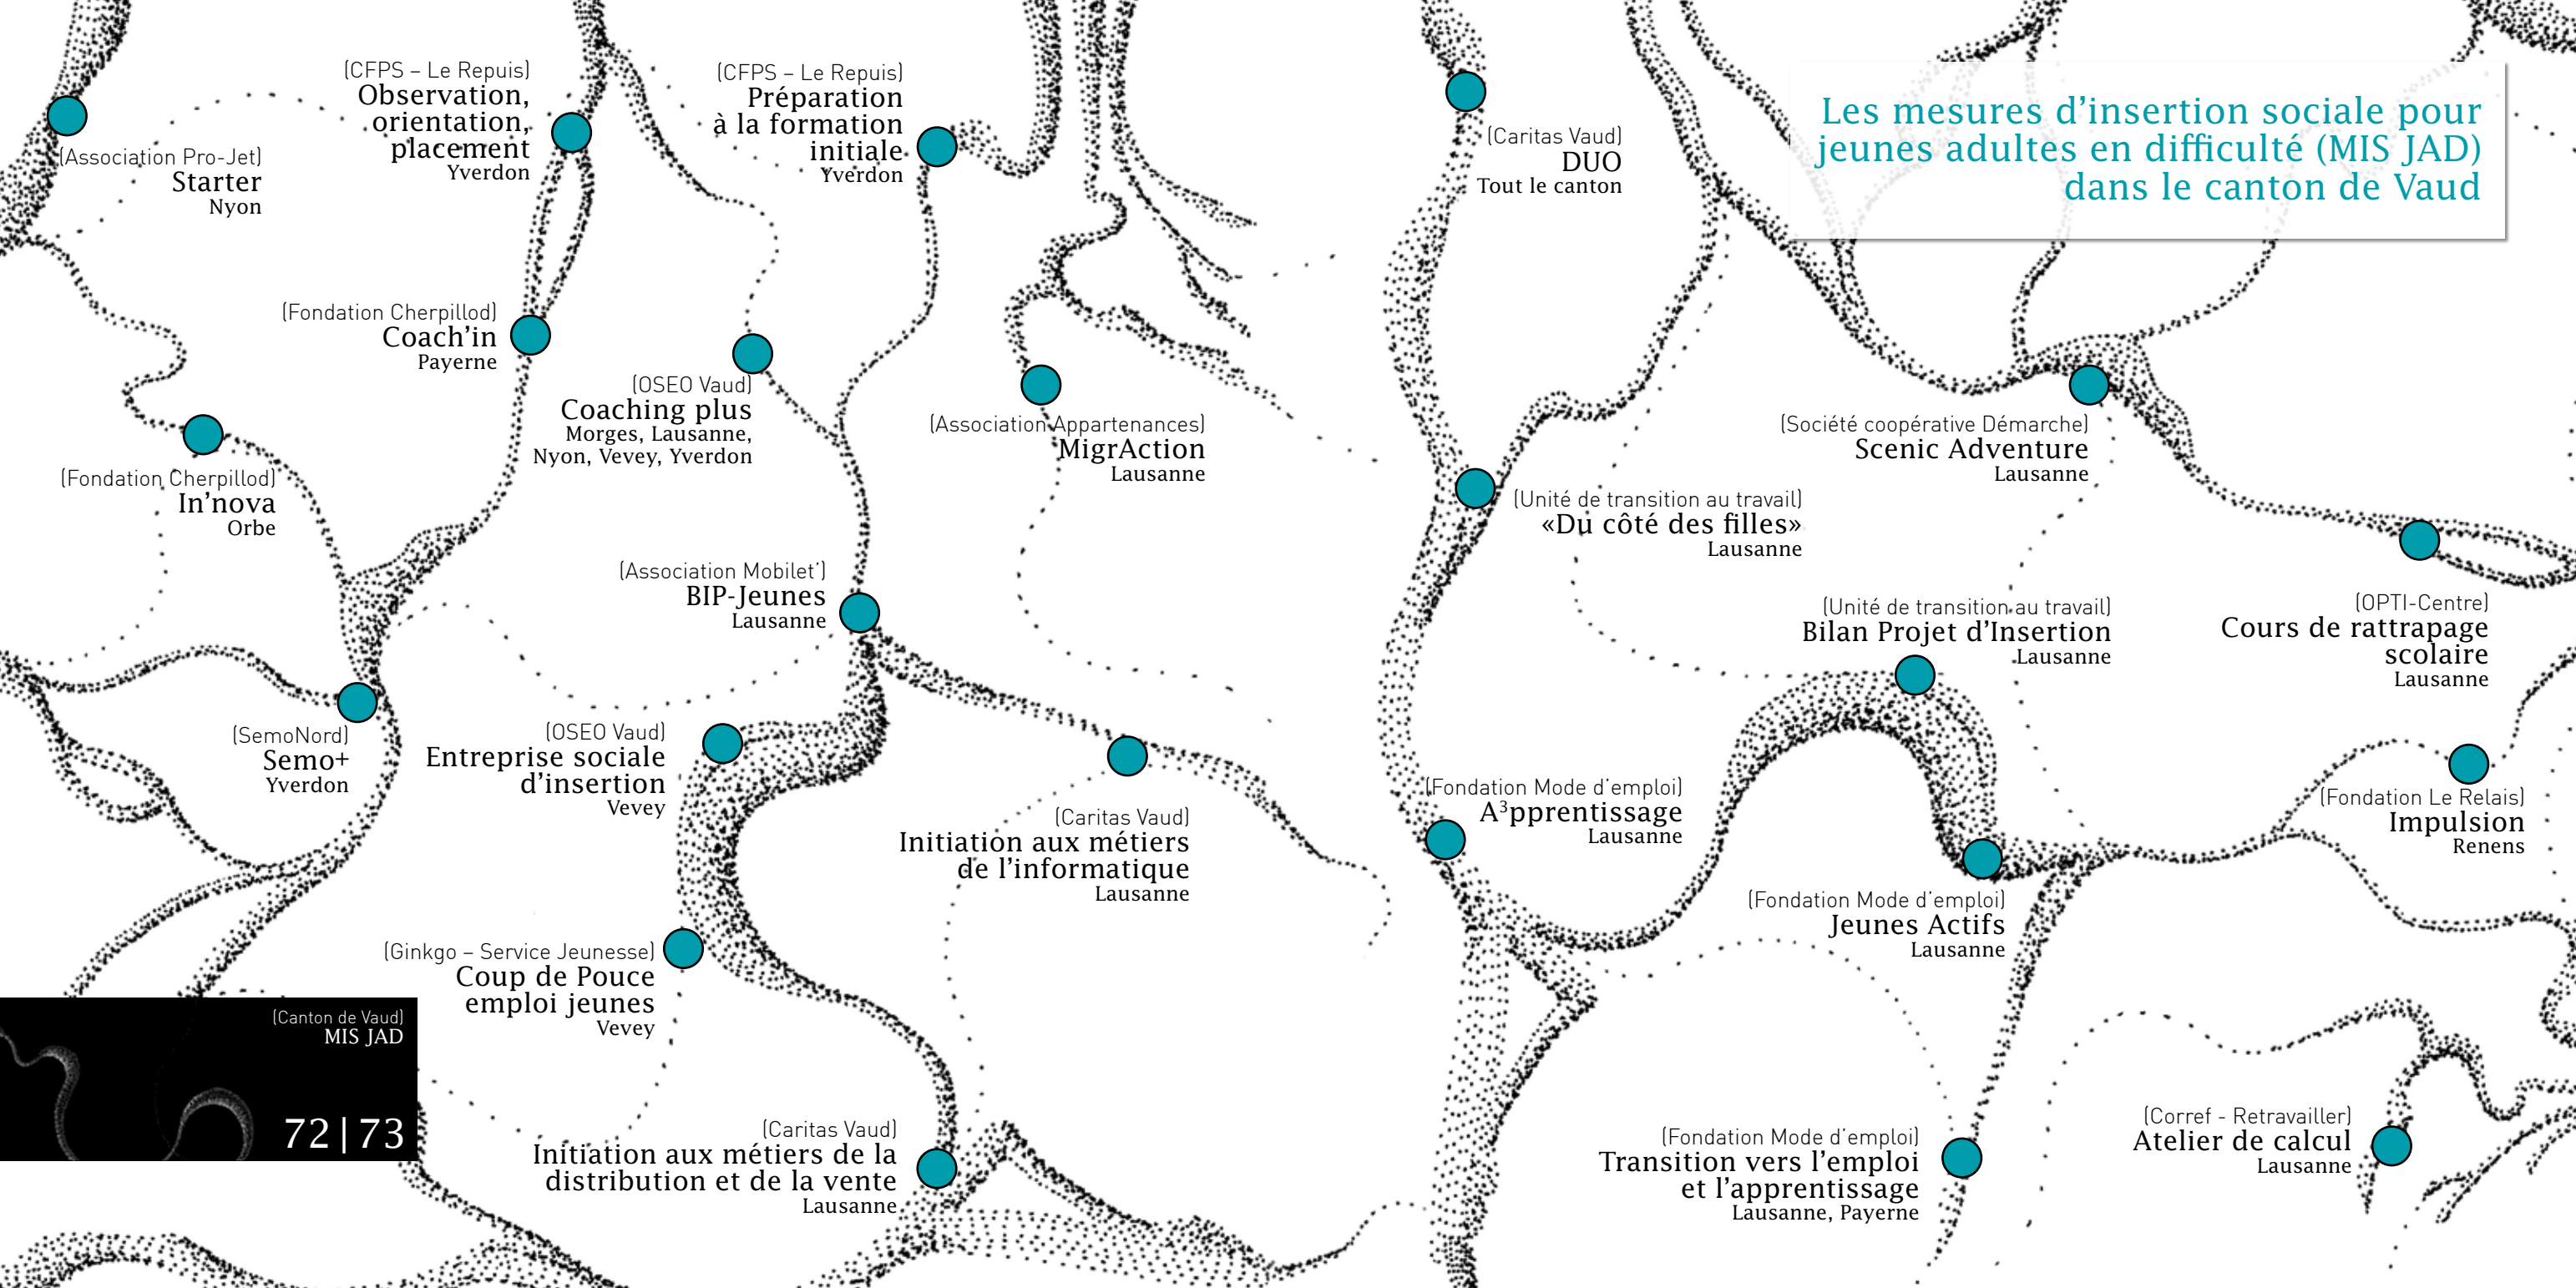 Les mesures d’insertion sociale pour
jeunes adultes en difficulté (MIS JAD)
dans le canton de Vaud
(Association Pro-Jet)
Starter
Nyon
(CFPS – Le Repuis)
Observation,
orientation,
placement
Yverdon
(CFPS – Le Repuis)
Préparation
à la formation
initiale
Yverdon
(Caritas Vaud)
DUO
Tout le canton
(Fondation Cherpillod)
Coach’in
Payerne
(OSEO Vaud)
Coaching plus
Morges, Lausanne,
Nyon, Vevey, Yverdon
(Association Appartenances)
MigrAction
Lausanne
(Société coopérative Démarche)
Scenic Adventure
Lausanne
(Fondation Cherpillod)
In’nova
Orbe
(Unité de transition au travail)
«Du côté des filles»
Lausanne
(Association Mobilet’)
BIP-Jeunes
Lausanne
(Unité de transition au travail)
Bilan Projet d’Insertion
Lausanne
(OPTI-Centre)
Cours de rattrapage
scolaire
Lausanne
(SemoNord)
Semo+
Yverdon
(OSEO Vaud)
Entreprise sociale
d’insertion
Vevey
(Caritas Vaud)
Initiation aux métiers
de l’informatique
Lausanne
(Fondation Mode d’emploi)
A³pprentissage
Lausanne
(Fondation Le Relais)
Impulsion
Renens
(Ginkgo – Service Jeunesse)
Coup de Pouce
emploi jeunes
Vevey
(Fondation Mode d’emploi)
Jeunes Actifs
Lausanne
(Canton de Vaud)
MIS JAD
72|73
(Caritas Vaud)
Initiation aux métiers de la
distribution et de la vente
Lausanne
(Fondation Mode d’emploi)
Transition vers l’emploi
et l’apprentissage
Lausanne, Payerne
(Corref - Retravailler)
Atelier de calcul
Lausanne